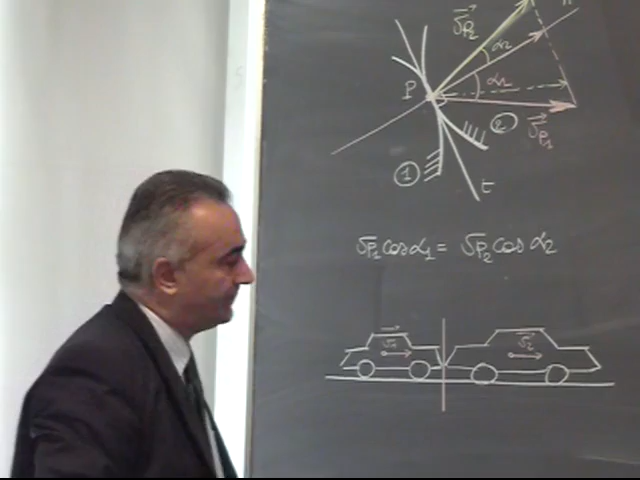 v⃗P₂
n
α₂
P
α₁
2
v⃗P₁
1
t
vP₁ cos α₁ = vP₂ cos α₂
v⃗₁ v⃗₂